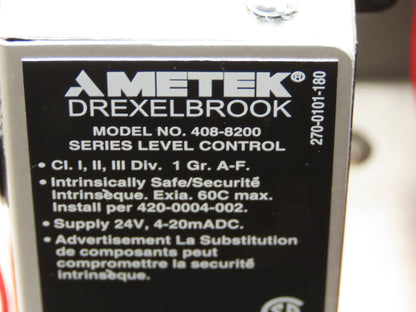 AMETEK®
DREXELBROOK
MODEL NO. 408-8200
SERIES LEVEL CONTROL
• Cl. I, II, III Div. 1 Gr. A-F.
• Intrinsically Safe/Securité
Intrinsèque. Exia. 60C max.
Install per 420-0004-002.
• Supply 24V, 4-20mADC.
• Advertisement La Substitution
de composants peut
compromettre la securité
intrinsèque.
270-0101-180